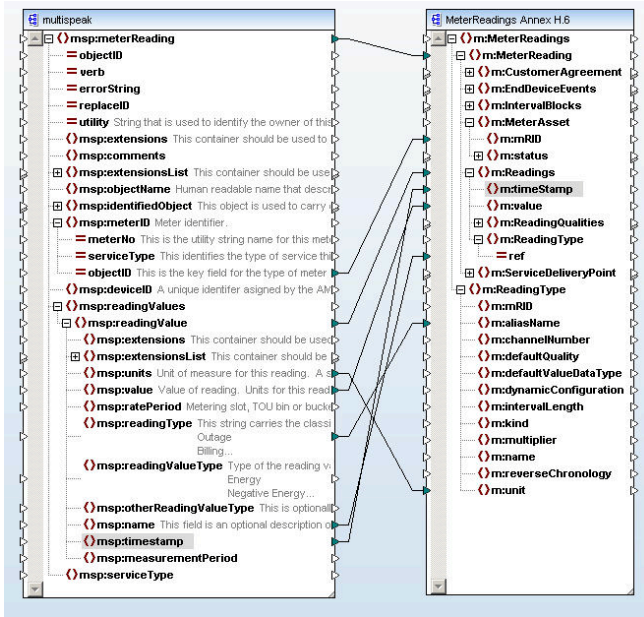 multispeak
msp:meterReading
objectID
verb
errorString
replaceID
utility String that is used to identify the owner of this
msp:extensions This container should be used to
msp:comments
msp:extensionsList This container should be use
msp:objectName Human readable name that descr
msp:identifiedObject This object is used to carry
msp:meterID Meter identifier.
meterNo This is the utility string name for this met
serviceType This identifies the type of service thi
objectID This is the key field for the type of meter
msp:deviceID A unique identifer asigned by the AM
msp:readingValues
msp:readingValue
msp:extensions This container should be used
msp:extensionsList This container should be
msp:units Unit of measure for this reading. A s
msp:value Value of reading. Units for this read
msp:ratePeriod Metering slot, TOU bin or bucke
msp:readingType This string carries the classi
Outage
Billing...
msp:readingValueType Type of the reading v
Energy
Negative Energy...
msp:otherReadingValueType This is optional
msp:name This field is an optional description o
msp:timestamp
msp:measurementPeriod
msp:serviceType
MeterReadings Annex H.6
m:MeterReadings
m:MeterReading
m:CustomerAgreement
m:EndDeviceEvents
m:IntervalBlocks
m:MeterAsset
m:mRID
m:status
m:Readings
m:timeStamp
m:value
m:ReadingQualities
m:ReadingType
ref
m:ServiceDeliveryPoint
m:ReadingType
m:mRID
m:aliasName
m:channelNumber
m:defaultQuality
m:defaultValueDataType
m:dynamicConfiguration
m:intervalLength
m:kind
m:multiplier
m:name
m:reverseChronology
m:unit